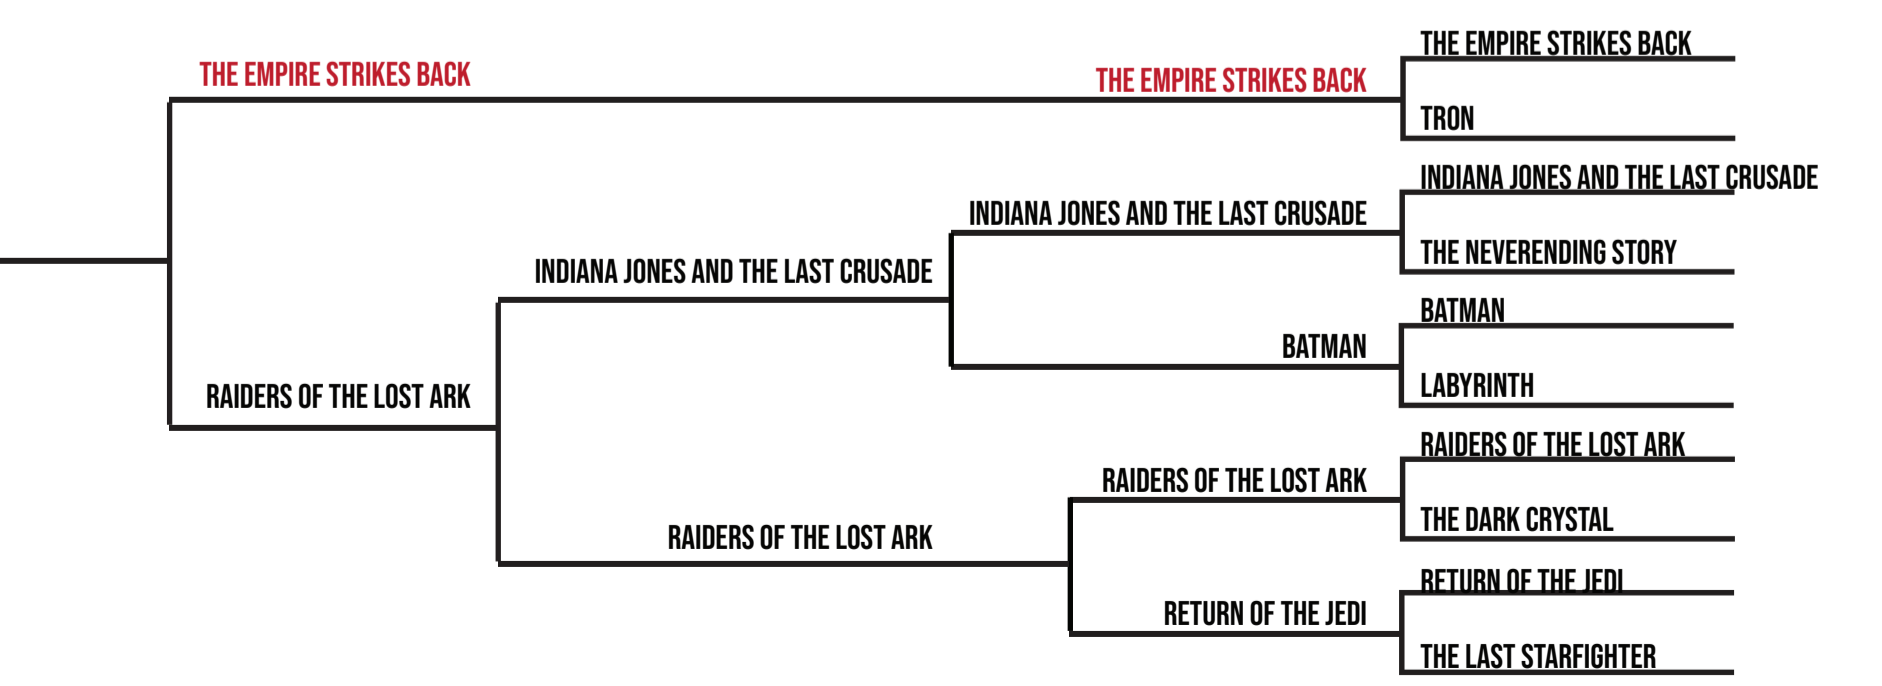 THE EMPIRE STRIKES BACK
THE EMPIRE STRIKES BACK
THE EMPIRE STRIKES BACK
TRON
INDIANA JONES AND THE LAST CRUSADE
INDIANA JONES AND THE LAST CRUSADE
THE NEVERENDING STORY
INDIANA JONES AND THE LAST CRUSADE
BATMAN
BATMAN
LABYRINTH
RAIDERS OF THE LOST ARK
RAIDERS OF THE LOST ARK
RAIDERS OF THE LOST ARK
THE DARK CRYSTAL
RAIDERS OF THE LOST ARK
RETURN OF THE JEDI
RETURN OF THE JEDI
THE LAST STARFIGHTER